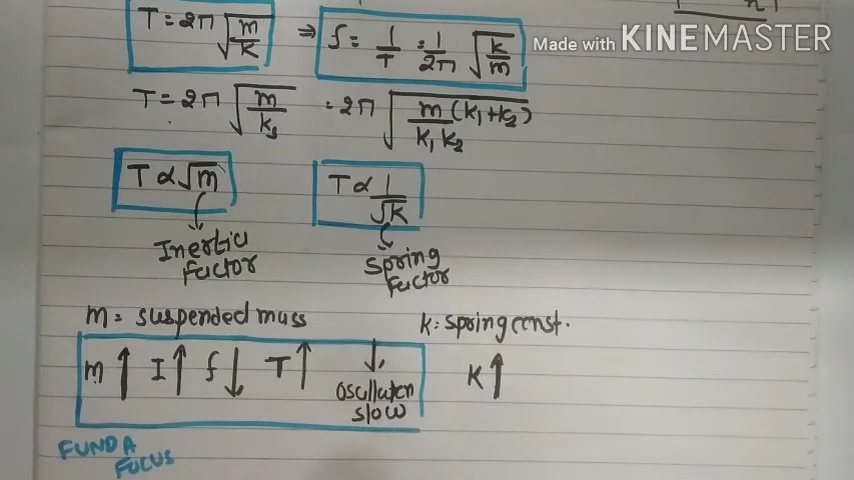 T = 2π √(m/k) ⇒ f = 1/T = 1/2π √(k/m)
Made with KINEMASTER
T = 2π √(m/ks) = 2π √(m(k1+k2)/k1k2)
T ∝ √m T ∝ 1/√k
Inertia Factor
Spring Factor
m = suspended mass k = spring const.
m ↑ I ↑ f ↓ T ↑ ↓ k ↑
slow
FUNDA
FOCUS